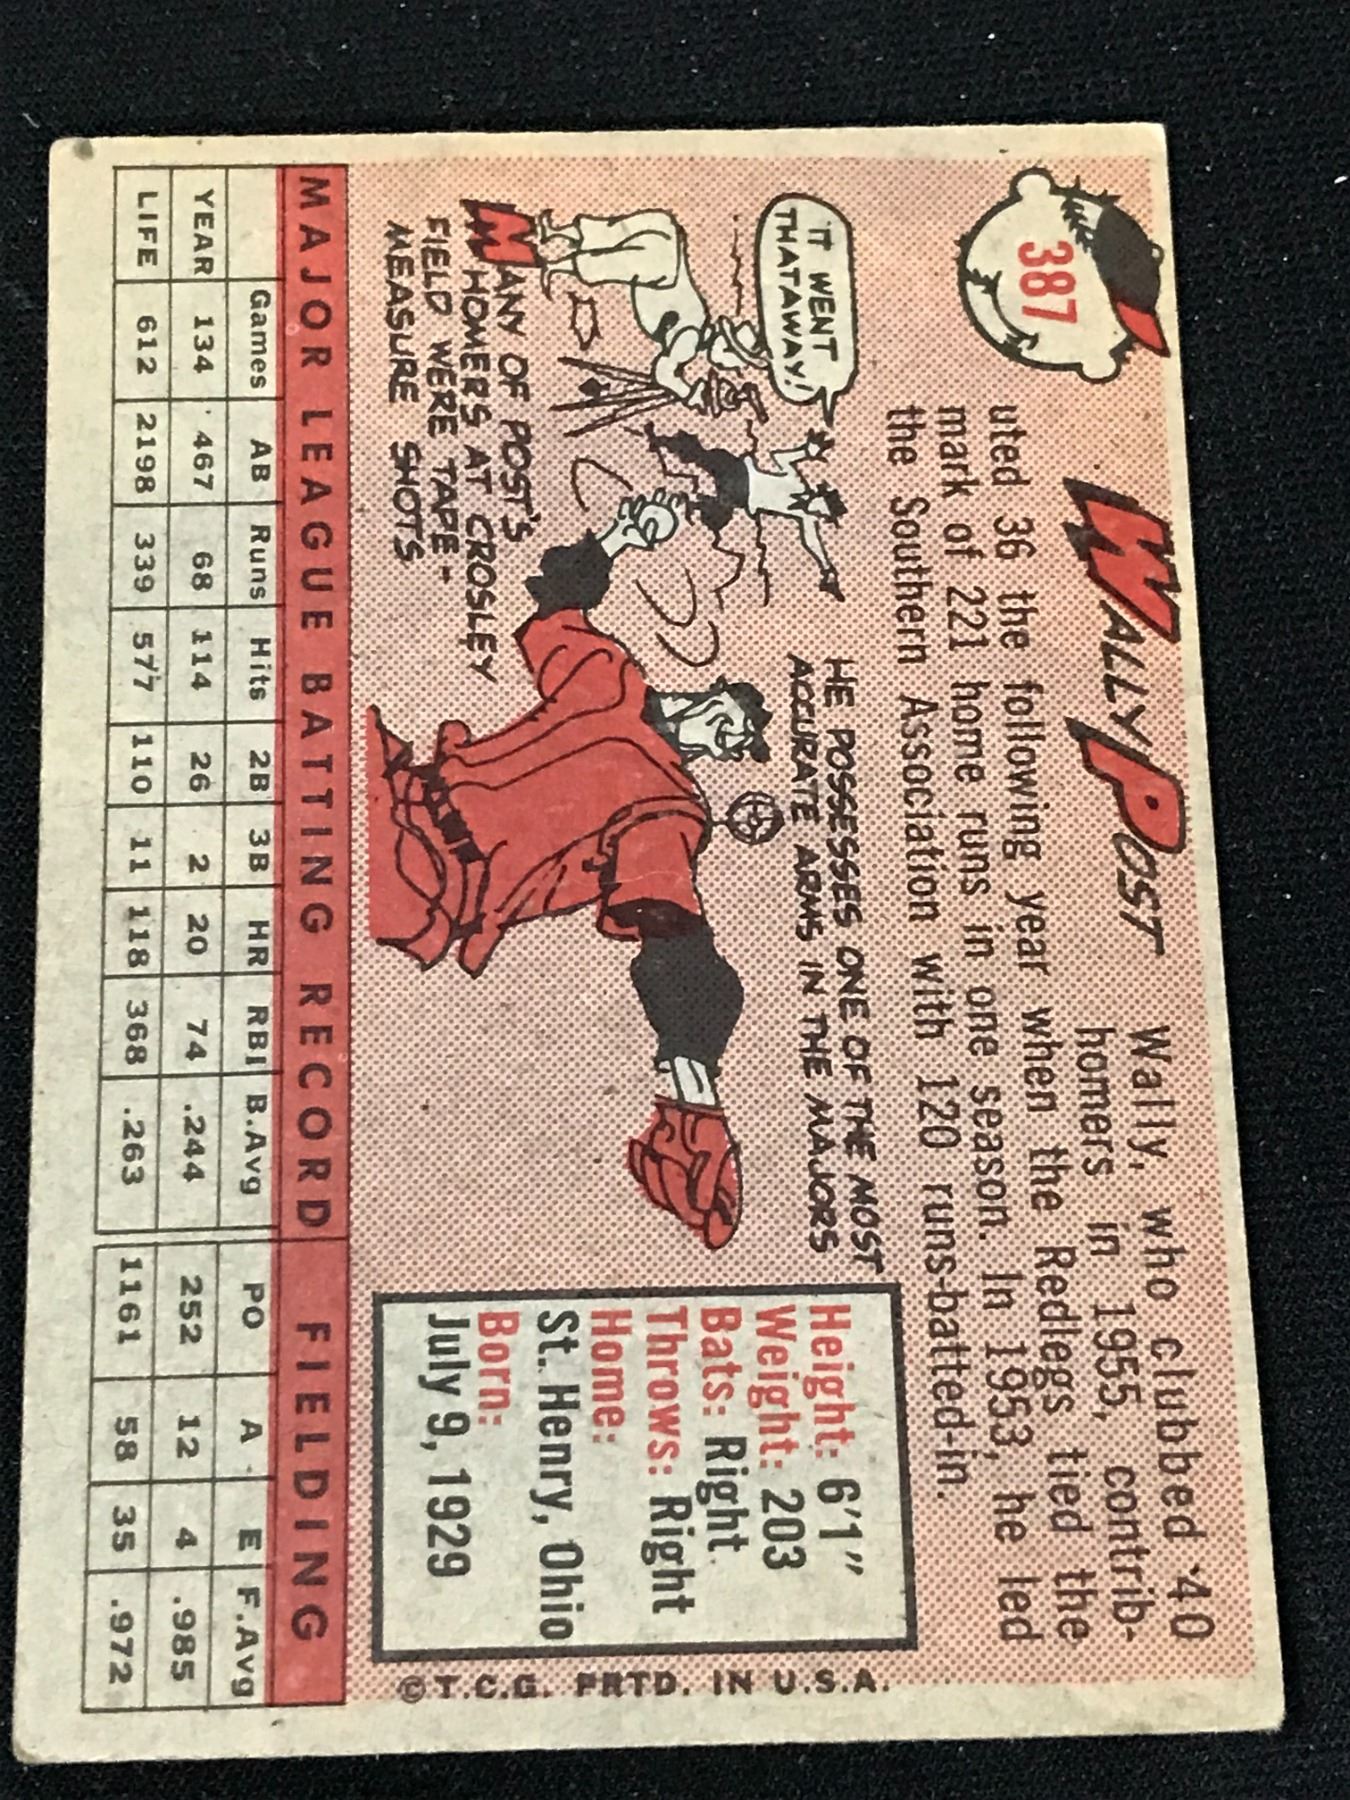 387
WALLY POST
Wally, who clubbed 40
homers in 1955, contrib-
uted 36 the following year when the Redlegs tied the
mark of 221 home runs in one season. In 1953, he led
the Southern Association with 120 runs-batted-in.
IT WENT
THATAWAY!
HE POSSESSES ONE OF THE MOST
ACCURATE ARMS IN THE MAJORS
MANY OF POST'S
HOMERS AT CROSLEY
FIELD WERE TAPE-
MEASURE SHOTS
Height: 6'1"
Weight: 203
Bats: Right
Throws: Right
Home:
St. Henry, Ohio
Born:
July 9, 1929
© T.C.G. PRTD. IN U.S.A.
MAJOR LEAGUE BATTING RECORD FIELDING
Games AB Runs Hits 2B 3B HR RBI B.Avg PO A E F.Avg
YEAR 134 467 68 114 26 2 20 74 .244 252 12 4 .985
LIFE 612 2198 339 577 110 11 118 368 .263 1161 58 35 .972